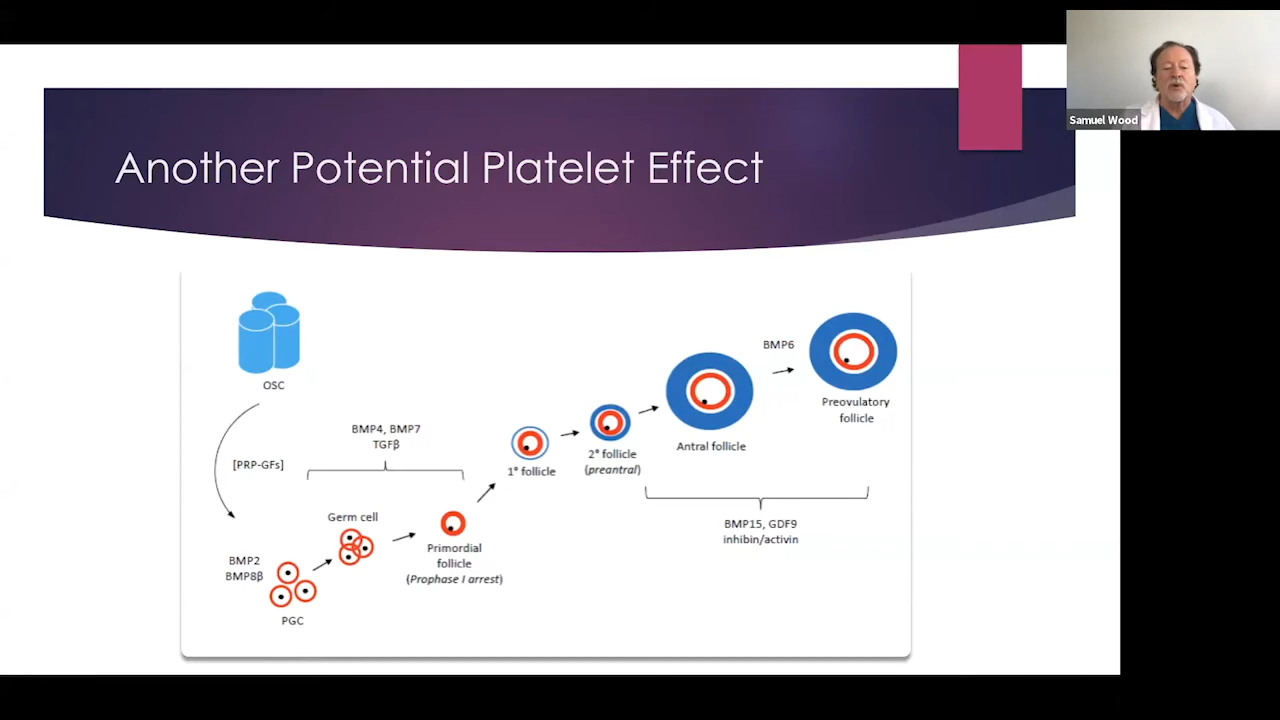 Samuel Wood
Another Potential Platelet Effect
OSC
[PRP-GFs]
BMP2
BMP8β
PGC
Germ cell
BMP4, BMP7
TGFβ
Primordial
follicle
(Prophase I arrest)
1° follicle
2° follicle
(preantral)
Antral follicle
BMP6
Preovulatory
follicle
BMP15, GDF9
inhibin/activin